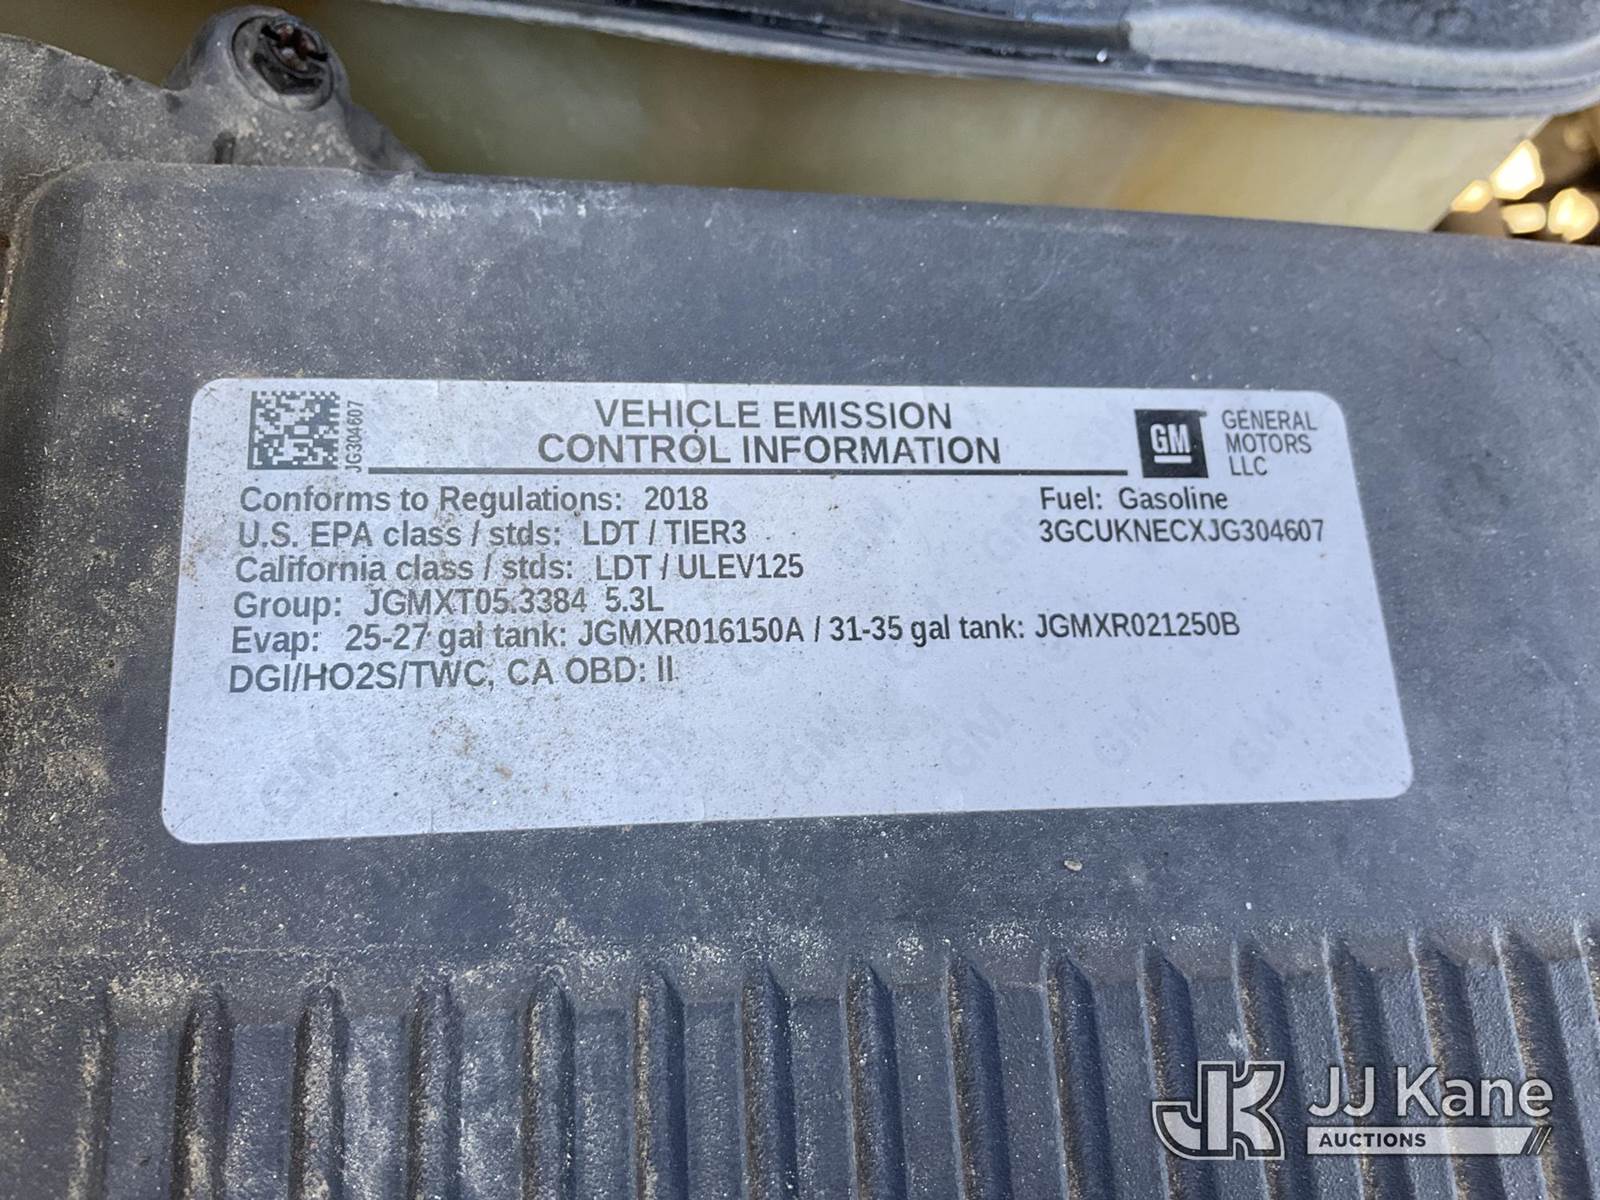 JG304607
VEHICLE EMISSION
CONTROL INFORMATION
GM
GENERAL
MOTORS
LLC
Conforms to Regulations: 2018
Fuel: Gasoline
U.S. EPA class / stds: LDT / TIER3
3GCUKNECXJG304607
California class / stds: LDT / ULEV125
Group: JGMXT05.3384 5.3L
Evap: 25-27 gal tank: JGMXR016150A / 31-35 gal tank: JGMXR021250B
DGI/HO2S/TWC, CA OBD: II
JK JJ Kane
AUCTIONS